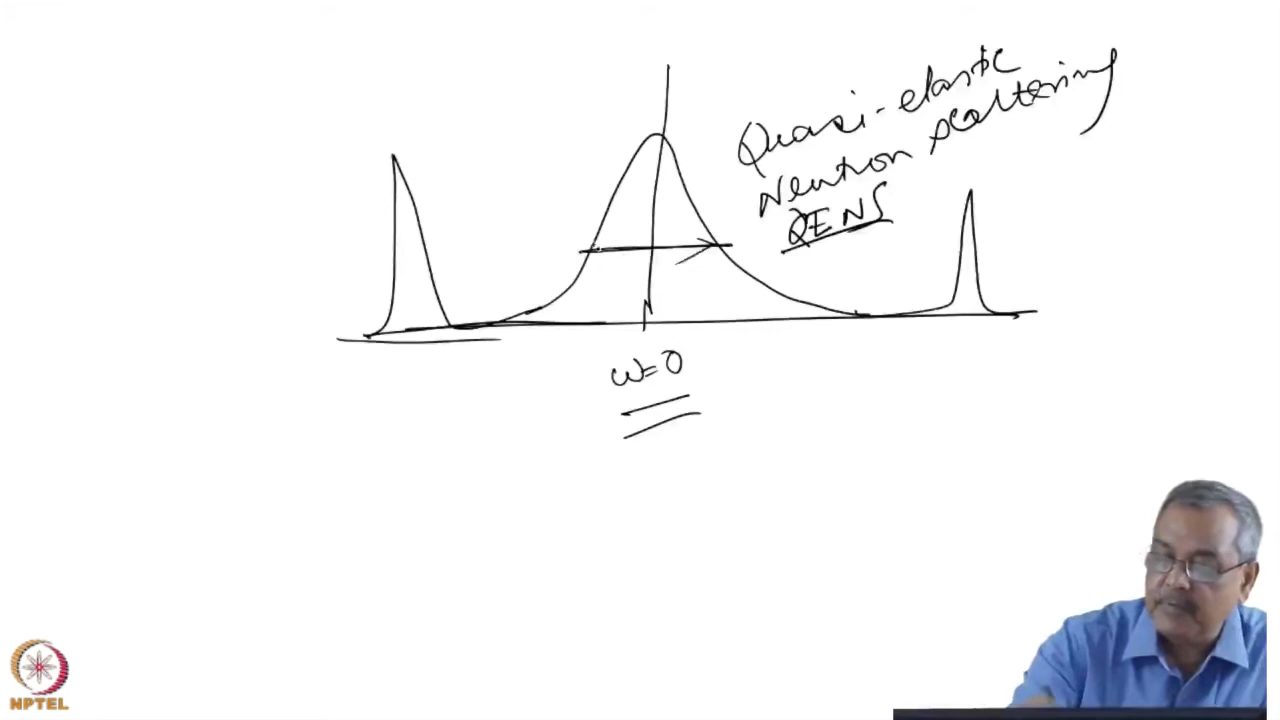 Quasi-elastic
Neutron scattering
QENS
ω=0
NPTEL